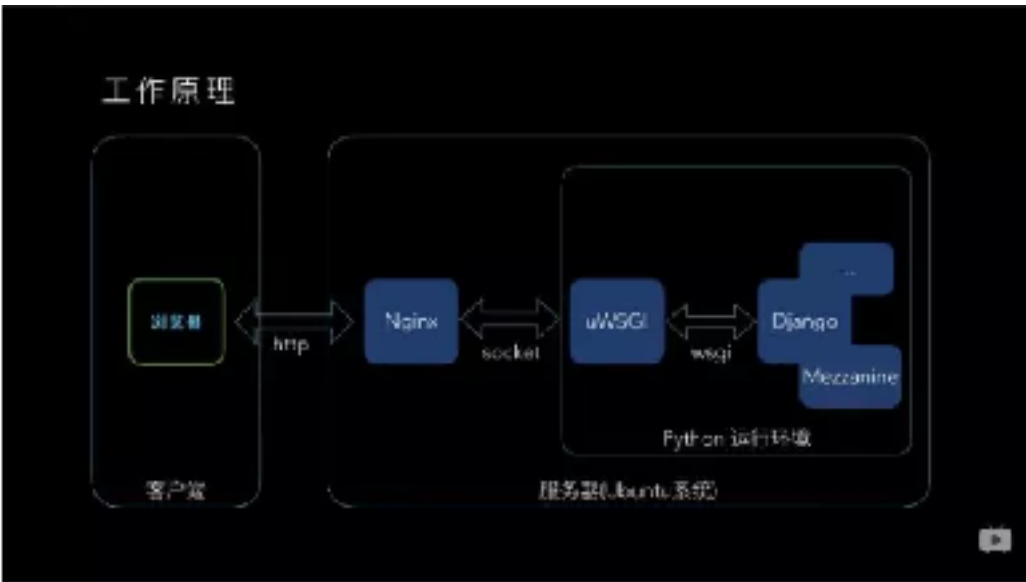 工作原理
浏览器
http
Nginx
socket
uWSGI
wsgi
...
Django
Mezzanine
Python 运行环境
客户端
服务器(Ubuntu系统)